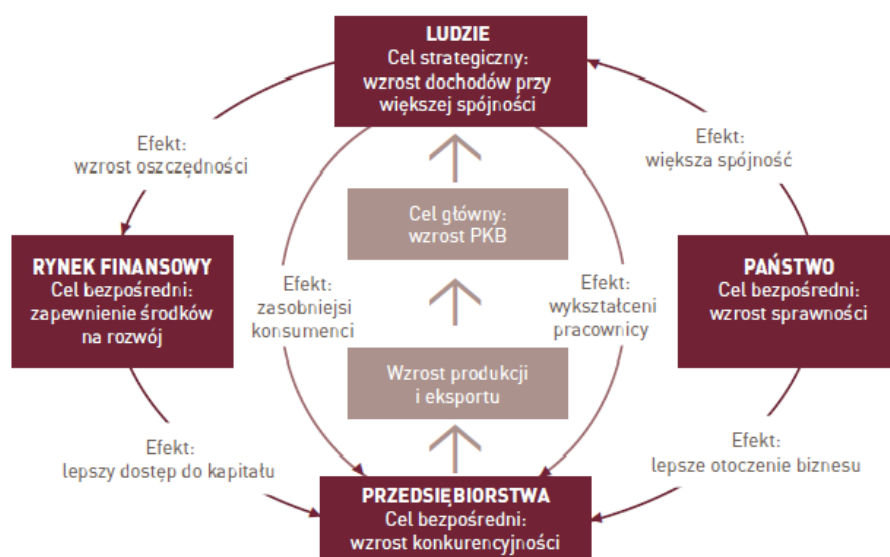 LUDZIE
Cel strategiczny:
wzrost dochodów przy
większej spójności
Efekt:
wzrost oszczędności
Efekt:
większa spójność
Cel główny:
wzrost PKB
RYNEK FINANSOWY
Cel bezpośredni:
zapewnienie środków
na rozwój
Efekt:
zasobniejsi
konsumenci
Efekt:
wykształceni
pracownicy
PAŃSTWO
Cel bezpośredni:
wzrost sprawności
Wzrost produkcji
i eksportu
Efekt:
lepszy dostęp do kapitału
Efekt:
lepsze otoczenie biznesu
PRZEDSIĘBIORSTWA
Cel bezpośredni:
wzrost konkurencyjności